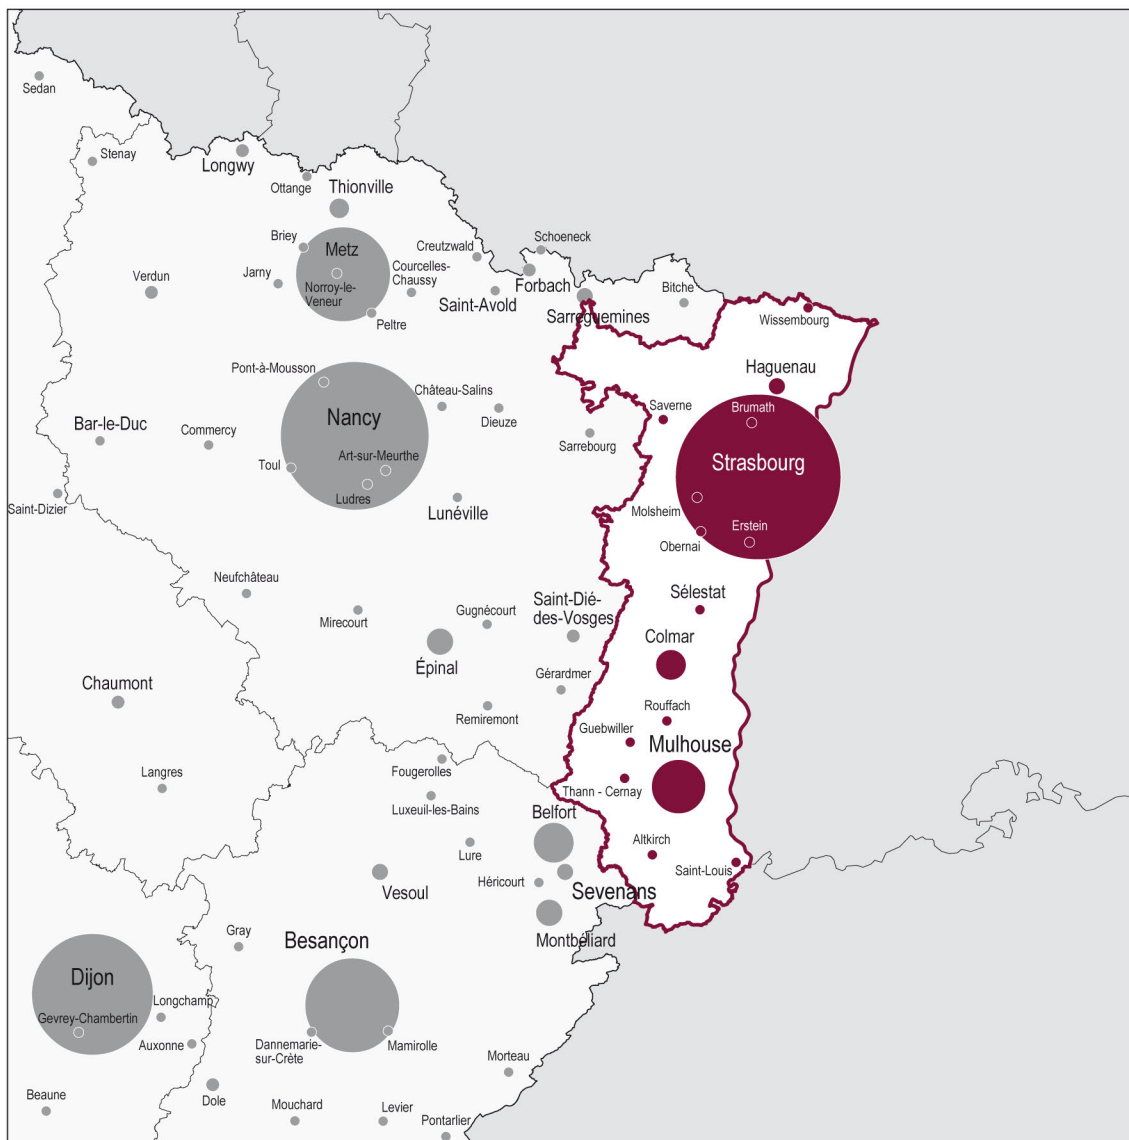 Sedan
Stenay
Longwy
Ottange
Thionville
Briey
Metz
Creutzwald
Schoeneck
Verdun
Jarny
Norroy-le-
Veneur
Courcelles-
Chaussy
Saint-Avold
Forbach
Bitche
Peltre
Sarreguemines
Wissembourg
Pont-à-Mousson
Château-Salins
Haguenau
Bar-le-Duc
Commercy
Nancy
Dieuze
Saverne
Brumath
Sarrebourg
Toul
Art-sur-Meurthe
Strasbourg
Ludres
Saint-Dizier
Lunéville
Molsheim
Erstein
Obernai
Neufchâteau
Mirecourt
Gugnécourt
Saint-Dié-
des-Vosges
Sélestat
Colmar
Épinal
Gérardmer
Chaumont
Remiremont
Rouffach
Guebwiller
Mulhouse
Langres
Fougerolles
Luxeuil-les-Bains
Thann - Cernay
Belfort
Altkirch
Lure
Saint-Louis
Vesoul
Héricourt
Sevenans
Gray
Besançon
Montbéliard
Dijon
Longchamp
Gevrey-Chambertin
Auxonne
Dannemarie-
sur-Crète
Mamirolle
Morteau
Beaune
Dole
Mouchard
Levier
Pontarlier